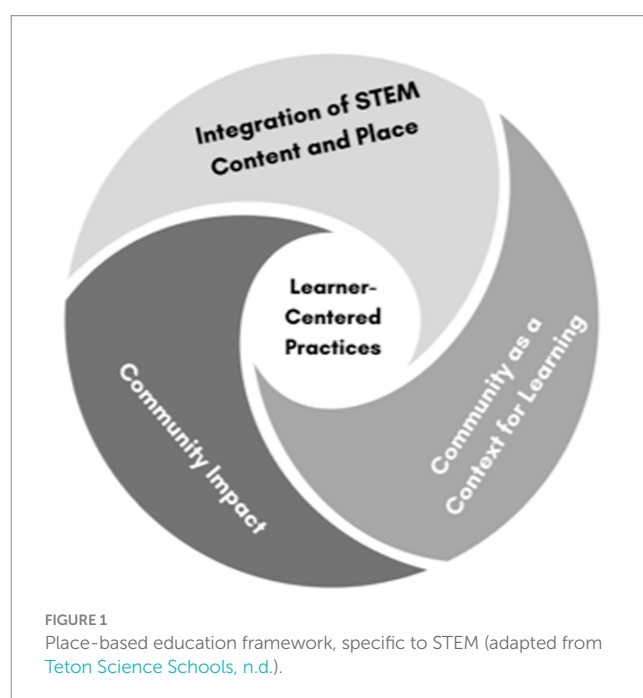 Integration of STEM
Content and Place
Learner-
Centered
Practices
Community as a
Context for Learning
Community Impact
FIGURE 1
Place-based education framework, specific to STEM (adapted from
Teton Science Schools, n.d.).